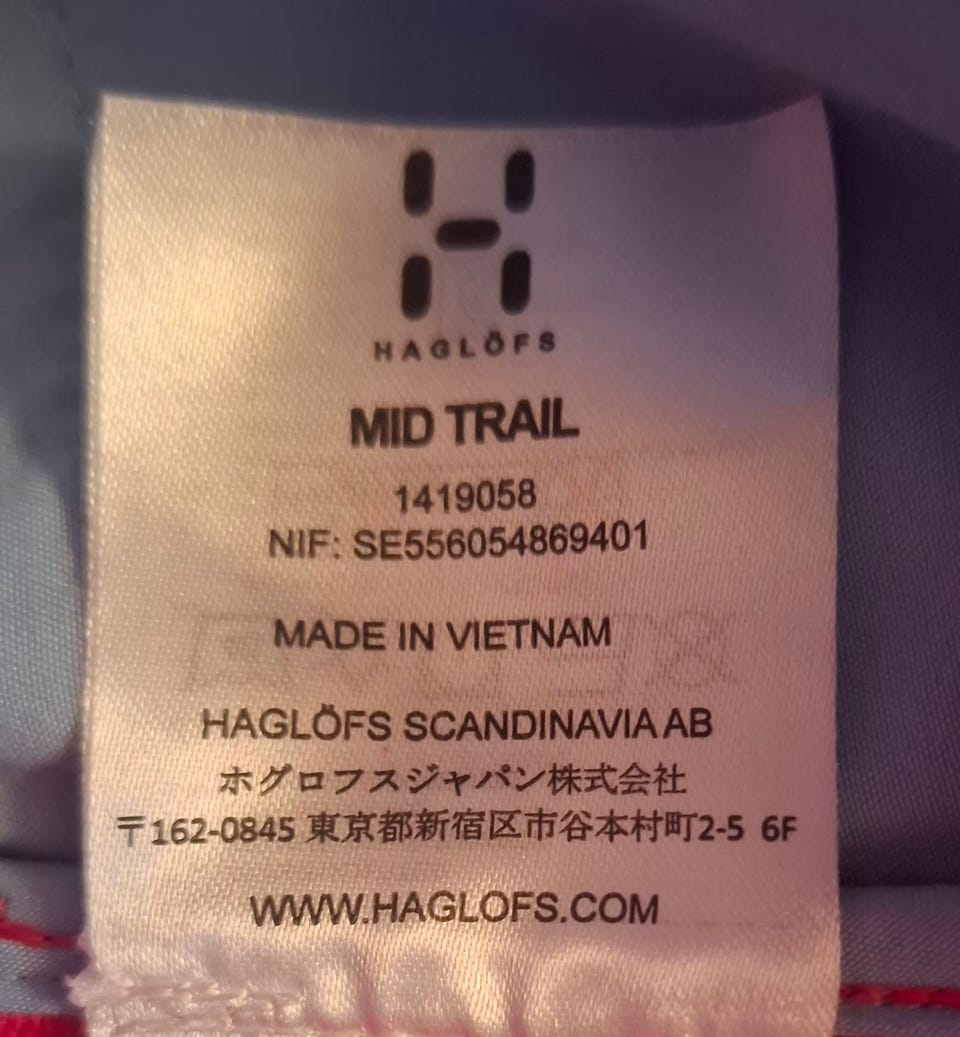 HAGLÖFS
MID TRAIL
1419058
NIF: SE556054869401
MADE IN VIETNAM
HAGLÖFS SCANDINAVIA AB
ホグロフスジャパン株式会社
〒162-0845 東京都新宿区市谷本村町2-5 6F
WWW.HAGLOFS.COM